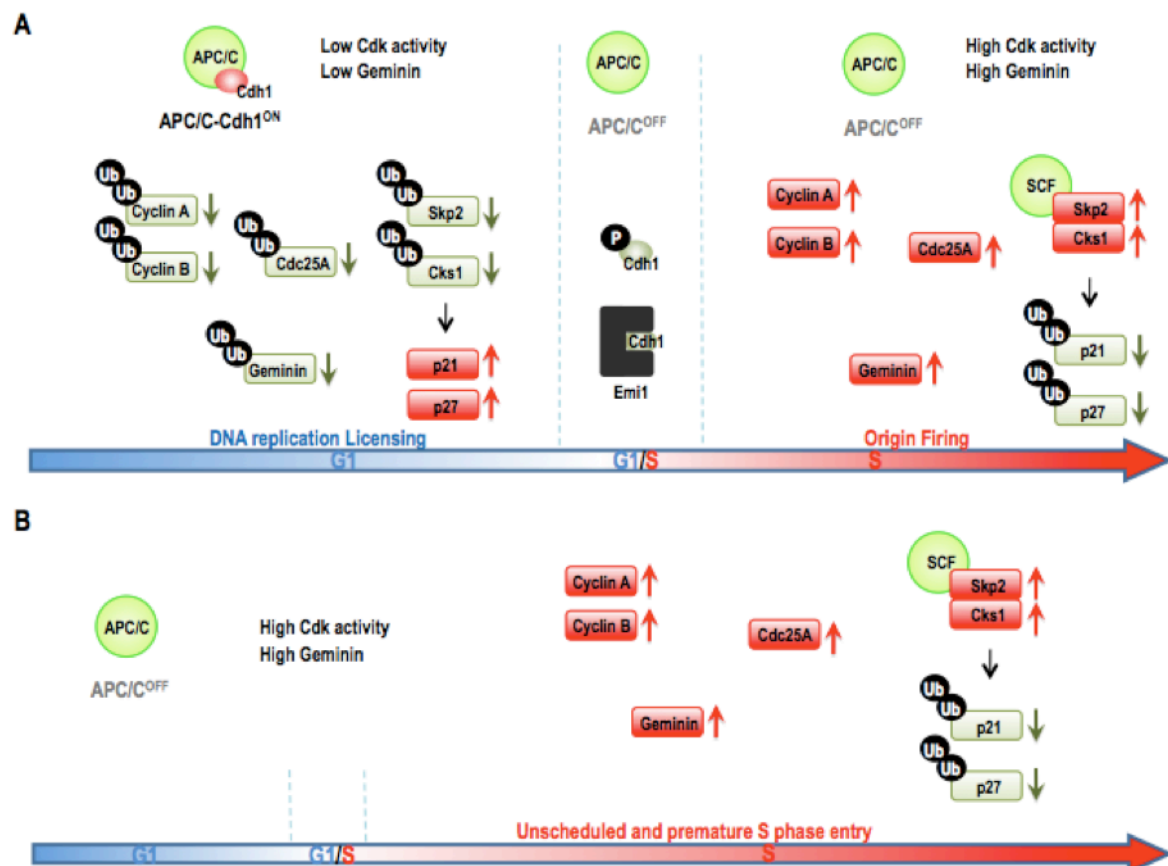 A
APC/C
Cdh1
APC/C-Cdh1ON
Low Cdk activity
Low Geminin
Ub
Ub
Cyclin A
Ub
Ub
Cyclin B
Ub
Ub
Cdc25A
Ub
Ub
Skp2
Ub
Ub
Cks1
Ub
Ub
Geminin
p21
p27
DNA replication Licensing
G1
APC/C
APC/COFF
P
Cdh1
Cdh1
Emi1
G1/S
APC/C
APC/COFF
High Cdk activity
High Geminin
Cyclin A
Cyclin B
Cdc25A
Geminin
SCF
Skp2
Cks1
Ub
Ub
p21
Ub
Ub
p27
Origin Firing
S
B
APC/C
APC/COFF
High Cdk activity
High Geminin
Cyclin A
Cyclin B
Cdc25A
Geminin
SCF
Skp2
Cks1
Ub
Ub
p21
Ub
Ub
p27
Unscheduled and premature S phase entry
G1
G1/S
S